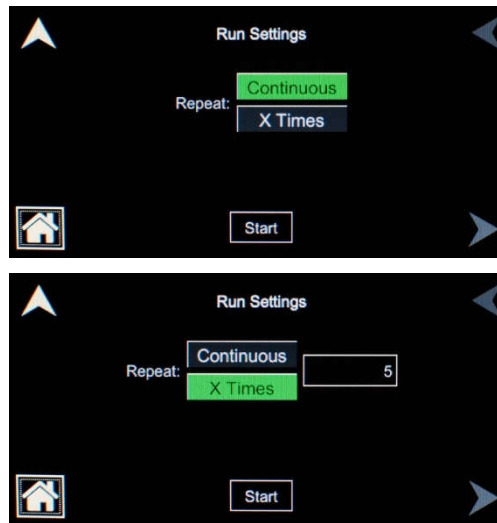 Run Settings
Continuous
Repeat:
X Times
Start
Run Settings
Continuous
Repeat:
5
X Times
Start